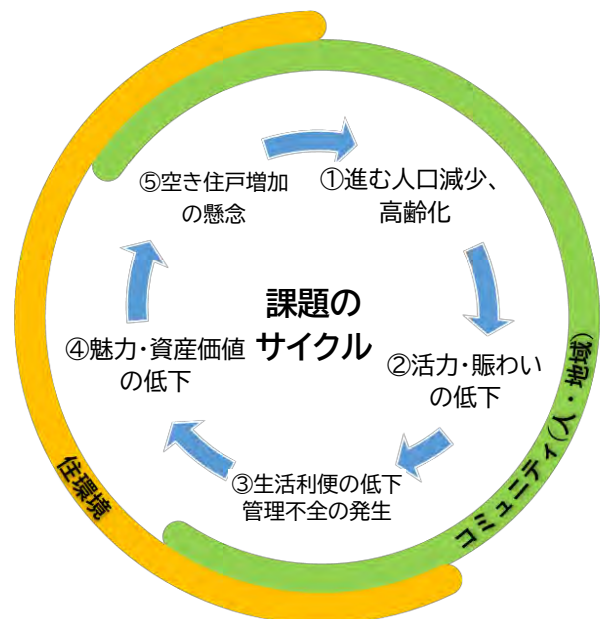 課題の
サイクル
①進む人口減少、
高齢化
②活力・賑わい
の低下
③生活利便の低下
管理不全の発生
④魅力・資産価値
の低下
⑤空き住戸増加
の懸念
住環境
コミュニティ(人・地域)